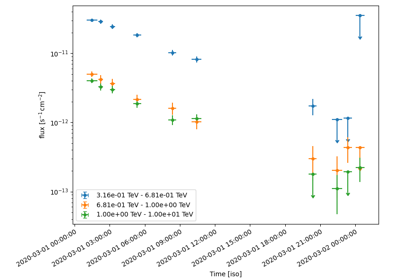 flux [s⁻¹ cm⁻²]
10⁻¹¹
10⁻¹²
10⁻¹³
3.16e-01 TeV - 6.81e-01 TeV
6.81e-01 TeV - 1.00e+00 TeV
1.00e+00 TeV - 1.00e+01 TeV
2020-03-01 00:00:00
2020-03-01 03:00:00
2020-03-01 06:00:00
2020-03-01 09:00:00
2020-03-01 12:00:00
2020-03-01 15:00:00
2020-03-01 18:00:00
2020-03-01 21:00:00
2020-03-02 00:00:00
Time [iso]